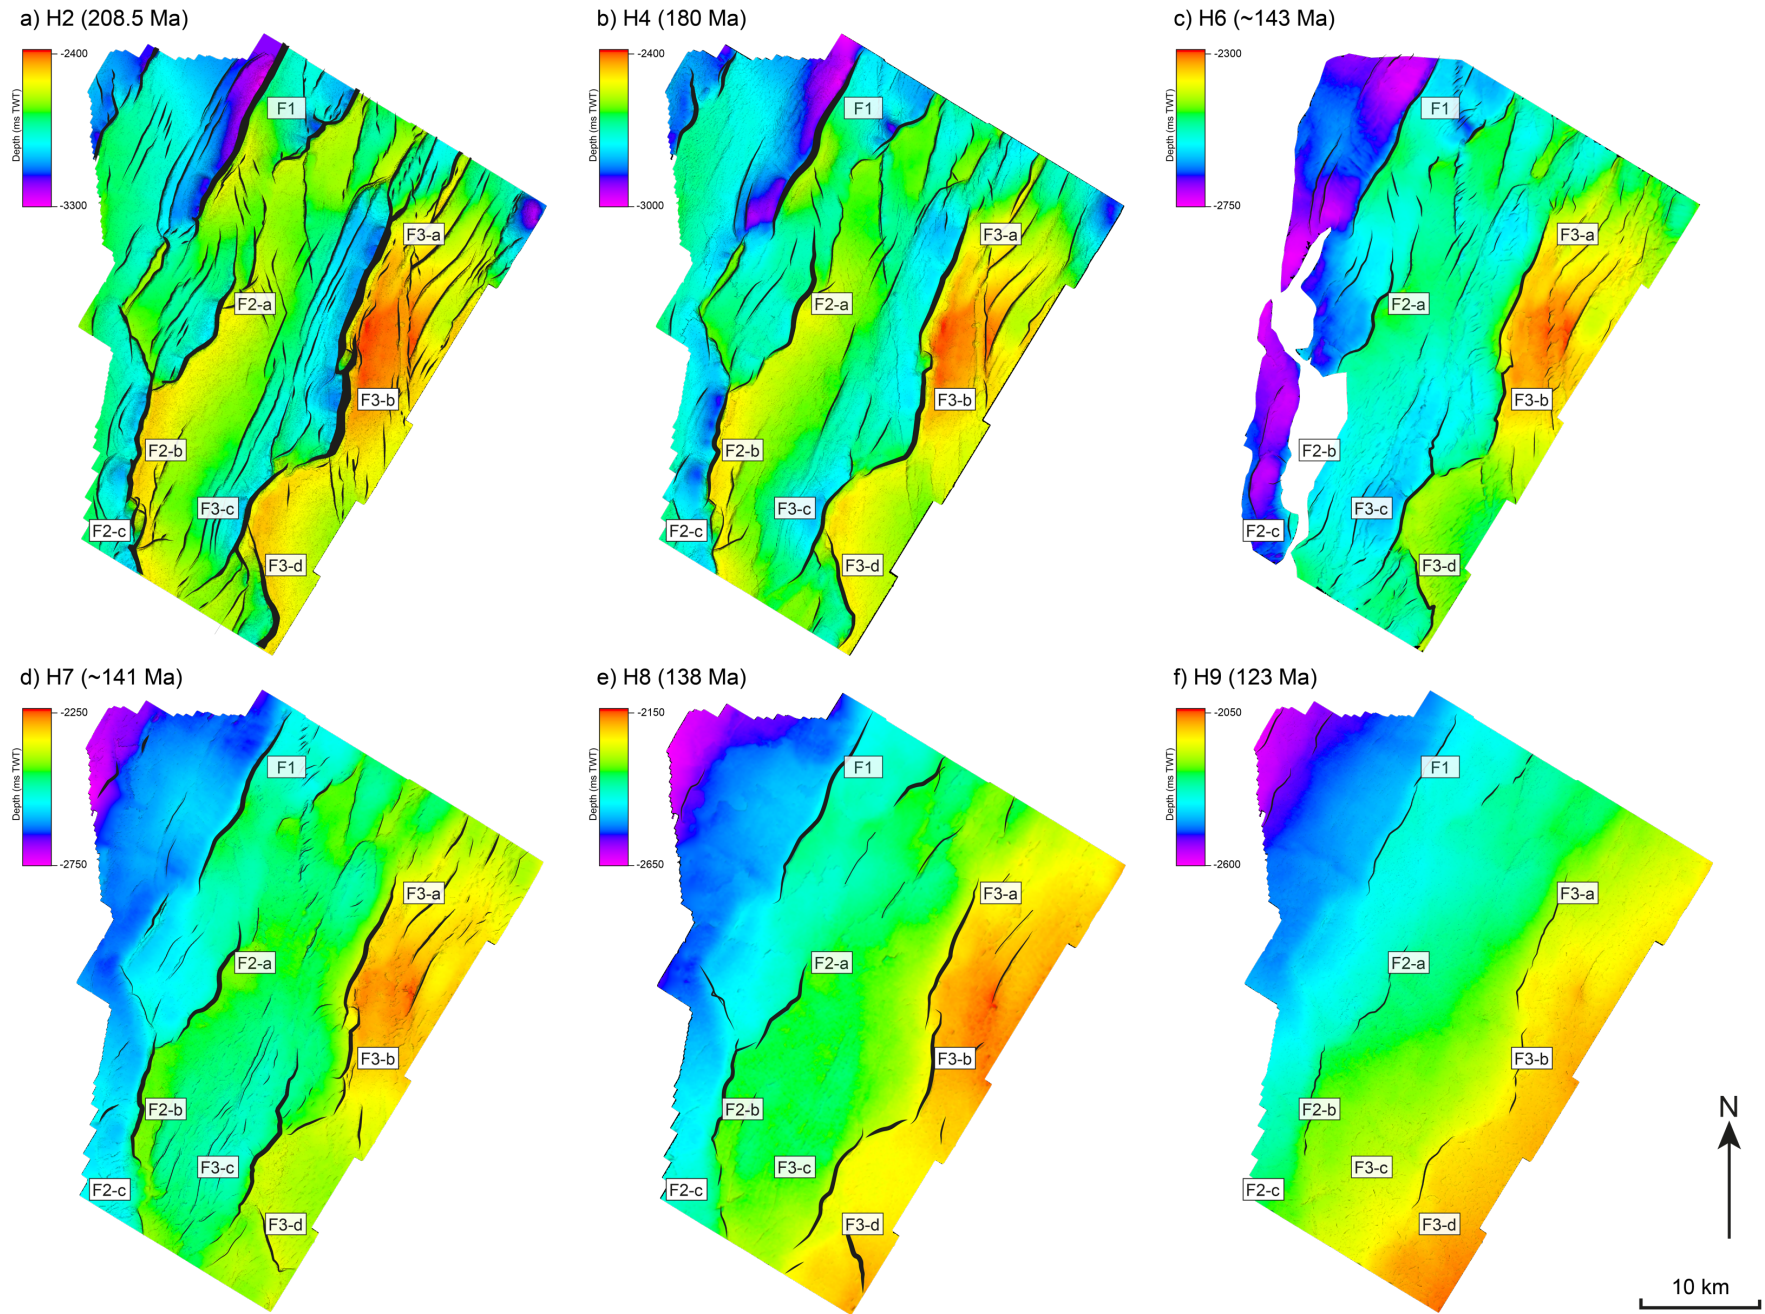 a) H2 (208.5 Ma)
-2400
Depth (ms TWT)
-3300
F1
F3-a
F2-a
F3-b
F2-b
F3-c
F2-c
F3-d
b) H4 (180 Ma)
-2400
Depth (ms TWT)
-3000
F1
F3-a
F2-a
F3-b
F2-b
F3-c
F2-c
F3-d
c) H6 (~143 Ma)
-2300
Depth (ms TWT)
-2750
F1
F3-a
F2-a
F3-b
F2-b
F3-c
F2-c
F3-d
d) H7 (~141 Ma)
-2250
Depth (ms TWT)
-2750
F1
F3-a
F2-a
F3-b
F2-b
F3-c
F2-c
F3-d
e) H8 (138 Ma)
-2150
Depth (ms TWT)
-2650
F1
F3-a
F2-a
F3-b
F2-b
F3-c
F2-c
F3-d
f) H9 (123 Ma)
-2050
Depth (ms TWT)
-2600
F1
F3-a
F2-a
F3-b
F2-b
F3-c
F2-c
F3-d
N
10 km